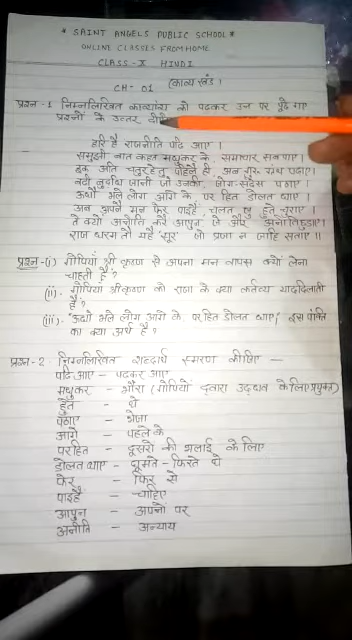 * SAINT ANGELS PUBLIC SCHOOL *
ONLINE CLASSES FROM HOME
CLASS-X HINDI
CH-01 (काव्य खंड)
प्रश्न-1 निम्नलिखित काव्यांश को पढ़कर उन पर पूछे गए
प्रश्नों के उत्तर
हरि हैं राजनीति पढ़ि आए।
समुझी बात कहत मधुकर के, समाचार सब पाए।
इक अति चतुर हुते पहिलैं ही, अब गुरु ग्रंथ पढ़ाए।
बढ़ी बुद्धि जानी जो उनकी, जोग-सँदेस पठाए।
ऊधौ भले लोग आगे के, पर हित डोलत धाए।
अब अपनै मन फेर पाइहैं, चलत जु हुते चुराए।
ते क्यौं अनीति करैं आपुन, जे और अनीति छुड़ाए।
राज धरम तौ यहै 'सूर', जो प्रजा न जाहिं सताए॥
प्रश्न-(i) गोपियाँ श्री कृष्ण से अपना मन वापस क्यों लेना
चाहती हैं?
(ii). गोपियाँ श्रीकृष्ण को राजा के क्या कर्तव्य याद दिलाती
हैं?
(iii). 'ऊधौ भले लोग आगे के, पर हित डोलत धाए', इस पंक्ति
का क्या अर्थ है?
प्रश्न-2. निम्नलिखित शब्दार्थ स्मरण कीजिए —
पढ़ि आए - पढ़कर आए
मधुकर - भौंरा (गोपियों द्वारा उद्धव के लिए प्रयुक्त)
हुते - थे
पठाए - भेजा
आगे - पहले के
परहित - दूसरों की भलाई के लिए
डोलत धाए - घूमते-फिरते थे
फेर - फिर से
पाइहैं - चाहिए
आपुन - अपनों पर
अनीति - अन्याय